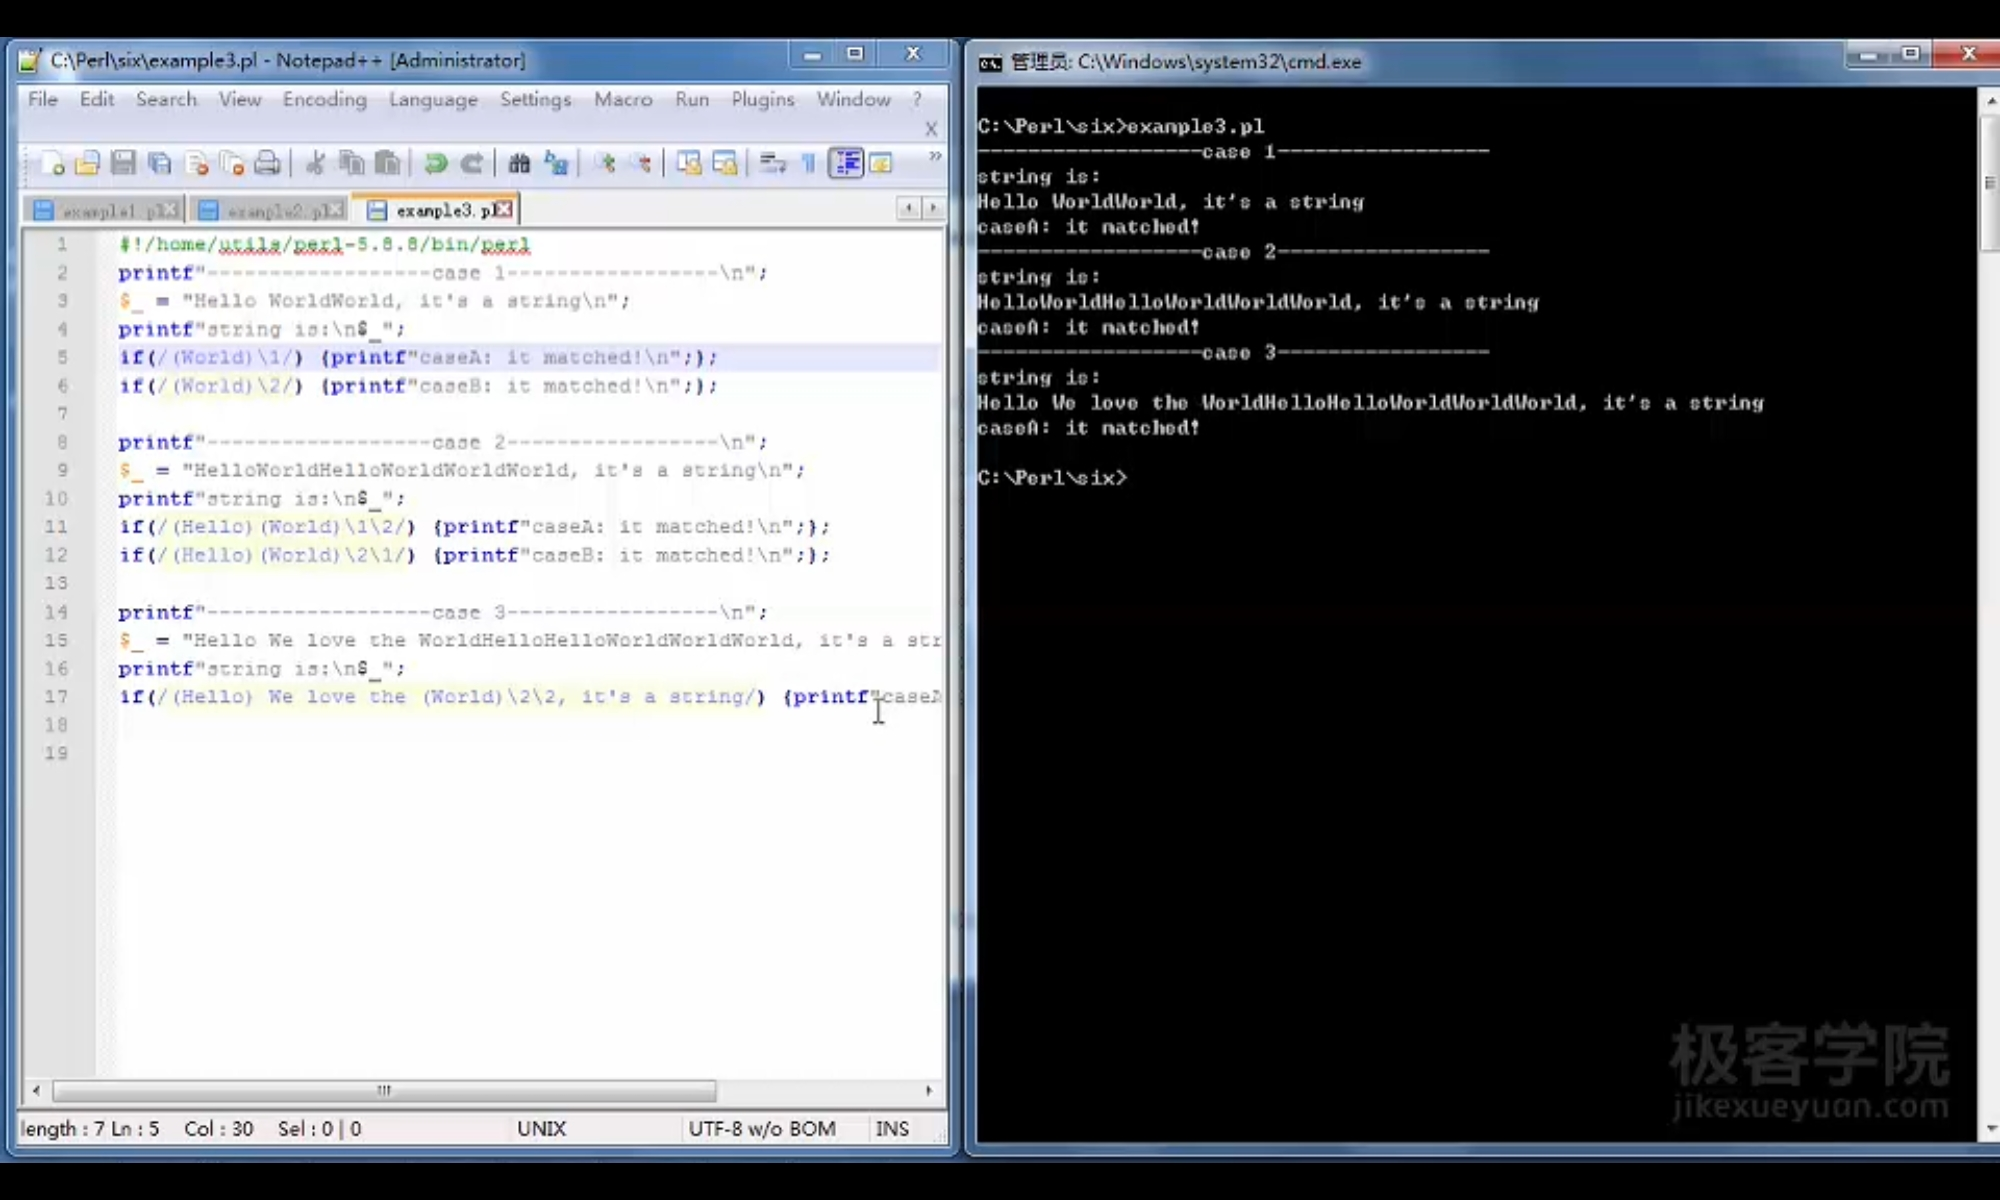 C:\Perl\six\example3.pl - Notepad++ [Administrator]
File Edit Search View Encoding Language Settings Macro Run Plugins Window ?
X
example1.pl example2.pl example3.pl
1 #!/home/utils/perl-5.8.8/bin/perl
2 printf"------------------case 1-----------------\n";
3 $_ = "Hello WorldWorld, it's a string\n";
4 printf"string is:\n$_";
5 if(/(World)\1/) {printf"caseA: it matched!\n";};
6 if(/(World)\2/) {printf"caseB: it matched!\n";};
7
8 printf"------------------case 2-----------------\n";
9 $_ = "HelloWorldHelloWorldWorldWorld, it's a string\n";
10 printf"string is:\n$_";
11 if(/(Hello)(World)\1\2/) {printf"caseA: it matched!\n";};
12 if(/(Hello)(World)\2\1/) {printf"caseB: it matched!\n";};
13
14 printf"------------------case 3-----------------\n";
15 $_ = "Hello We love the WorldHelloHelloWorldWorldWorld, it's a str
16 printf"string is:\n$_";
17 if(/(Hello) We love the (World)\2\2, it's a string/) {printf"caseA
18
19
length : 7 Ln : 5 Col : 30 Sel : 0 | 0 UNIX UTF-8 w/o BOM INS
管理员: C:\Windows\system32\cmd.exe
C:\Perl\six>example3.pl
------------------case 1-----------------
string is:
Hello WorldWorld, it's a string
caseA: it matched!
------------------case 2-----------------
string is:
HelloWorldHelloWorldWorldWorld, it's a string
caseA: it matched!
------------------case 3-----------------
string is:
Hello We love the WorldHelloHelloWorldWorldWorld, it's a string
caseA: it matched!
C:\Perl\six>
极客学院
jikexueyuan.com